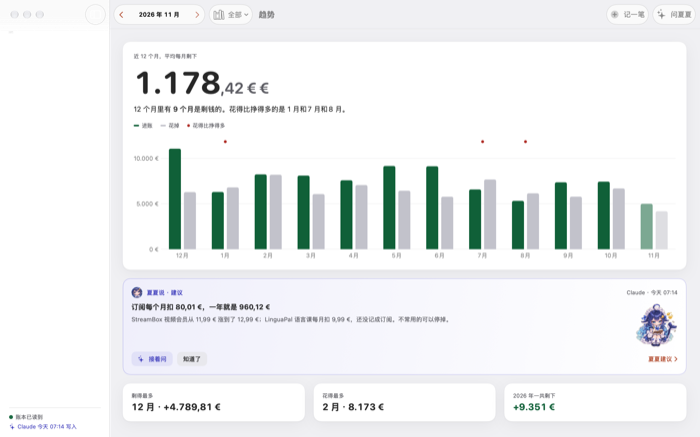 2026 年 11 月
全部
趋势
记一笔
问夏夏
近 12 个月，平均每月剩下
1.178,42 € €
12 个月里有 9 个月是剩钱的。花得比挣得多的是 1 月和 7 月和 8 月。
进账
花掉
花得比挣得多
10.000 €
5.000 €
0 €
12月
1月
2月
3月
4月
5月
6月
7月
8月
9月
10月
11月
夏夏说 · 建议
Claude · 今天 07:14
订阅每个月扣 80,01 €，一年就是 960,12 €
StreamBox 视频会员从 11,99 € 涨到了 12,99 €；LinguaPal 语言课每月扣 9,99 €，还没记成订阅。不常用的可以停掉。
接着问
知道了
夏夏建议
剩得最多
12 月 · +4.789,81 €
花得最多
2 月 · 8.173 €
2026 年一共剩下
+9.351 €
账本已读到
Claude 今天 07:14 写入